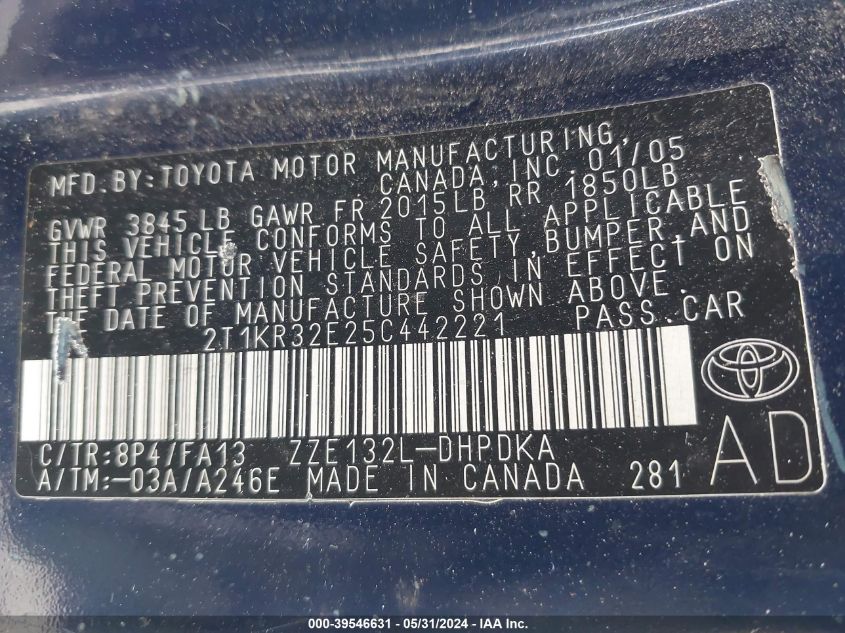 MFD. BY: TOYOTA MOTOR MANUFACTURING,
CANADA, INC. 01/05
GVWR 3845 LB GAWR FR 2015LB RR 1850LB
THIS VEHICLE CONFORMS TO ALL APPLICABLE
FEDERAL MOTOR VEHICLE SAFETY, BUMPER, AND
THEFT PREVENTION STANDARDS IN EFFECT ON
THE DATE OF MANUFACTURE SHOWN ABOVE.
2T1KR32E25C442221 PASS. CAR
C/TR: 8P4/FA13 ZZE132L-DHPDKA
A/TM: -03A/A246E MADE IN CANADA 281
AD
000-39546631 / 05/31/2024 - IMPACT AUCTIONS